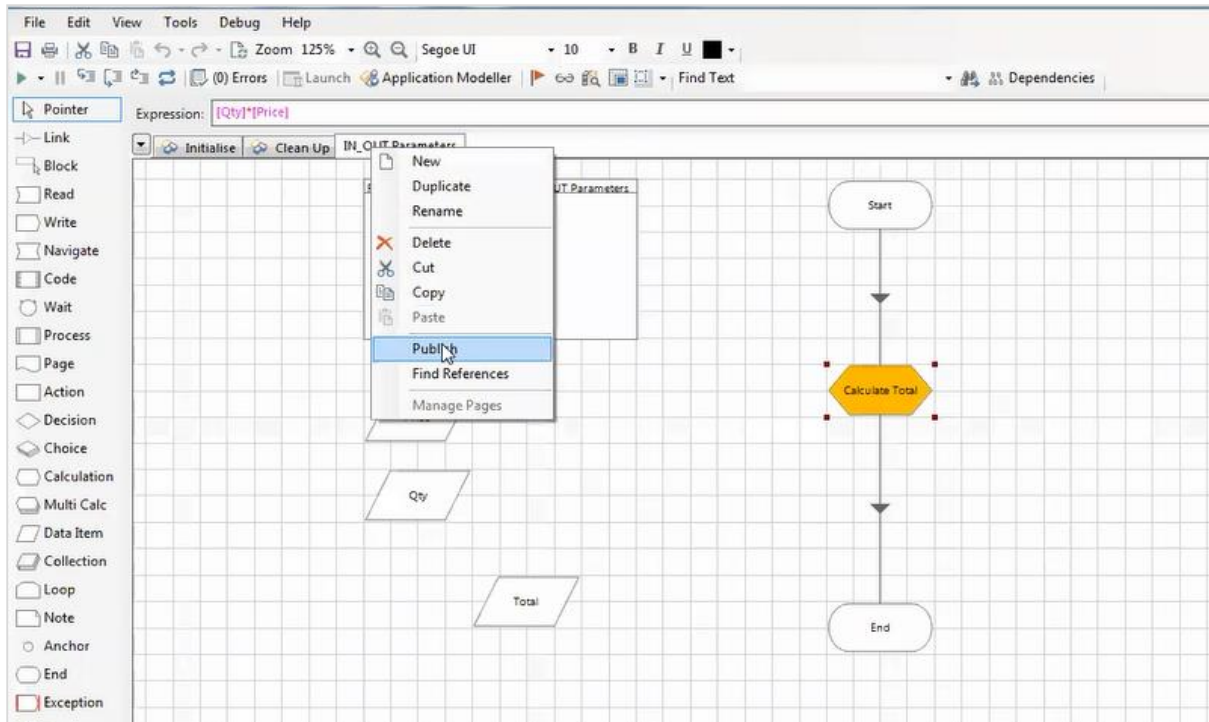 File Edit View Tools Debug Help
Zoom 125% Segoe UI 10 B I U
(0) Errors Launch Application Modeller Find Text Dependencies
Pointer
Expression: [Qty]*[Price]
Link
Initialise Clean Up IN_OUT Parameters
Block
Read
Write
Navigate
Code
Wait
Process
Page
Action
Decision
Choice
Calculation
Multi Calc
Data Item
Collection
Loop
Note
Anchor
End
Exception
New
Duplicate
Rename
Delete
Cut
Copy
Paste
Publish
Find References
Manage Pages
UT Parameters
Qty
Total
Start
Calculate Total
End